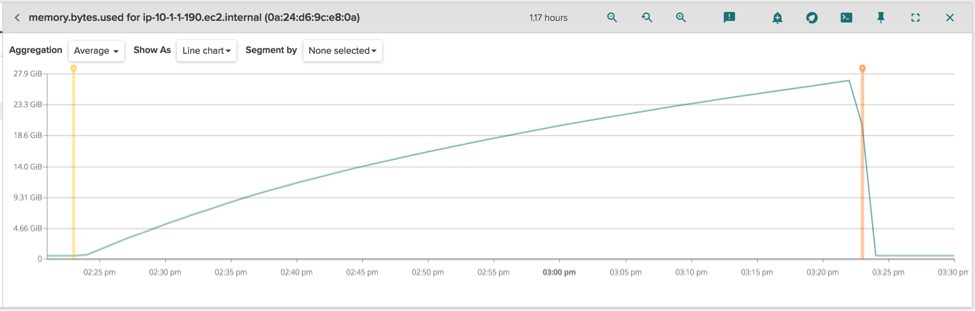 memory.bytes.used for ip-10-1-1-190.ec2.internal (0a:24:d6:9c:e8:0a) 1.17 hours
Aggregation Average Show As Line chart Segment by None selected
27.9 GiB
23.3 GiB
18.6 GiB
14.0 GiB
9.31 GiB
4.66 GiB
0
02:25 pm 02:30 pm 02:35 pm 02:40 pm 02:45 pm 02:50 pm 02:55 pm 03:00 pm 03:05 pm 03:10 pm 03:15 pm 03:20 pm 03:25 pm 03:30 pm